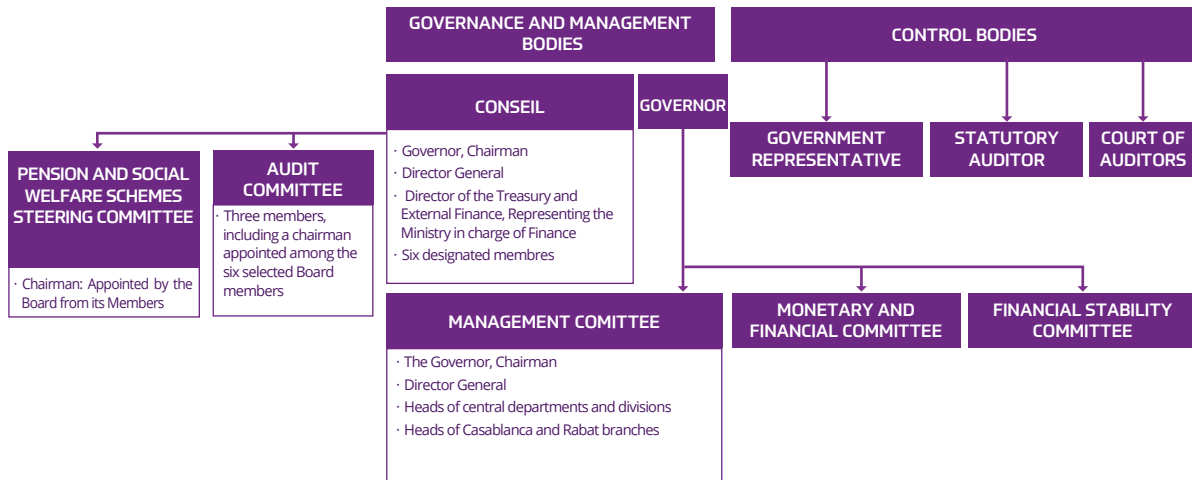 GOVERNANCE AND MANAGEMENT
BODIES
CONTROL BODIES
CONSEIL
GOVERNOR
· Governor, Chairman
· Director General
· Director of the Treasury and
External Finance, Representing the
Ministry in charge of Finance
· Six designated membres
GOVERNMENT
REPRESENTATIVE
STATUTORY
AUDITOR
COURT OF
AUDITORS
PENSION AND SOCIAL
WELFARE SCHEMES
STEERING COMMITTEE
· Chairman: Appointed by the
Board from its Members
AUDIT
COMMITTEE
· Three members,
including a chairman
appointed among the
six selected Board
members
MANAGEMENT COMITTEE
· The Governor, Chairman
· Director General
· Heads of central departments and divisions
· Heads of Casablanca and Rabat branches
MONETARY AND
FINANCIAL COMMITTEE
FINANCIAL STABILITY
COMMITTEE